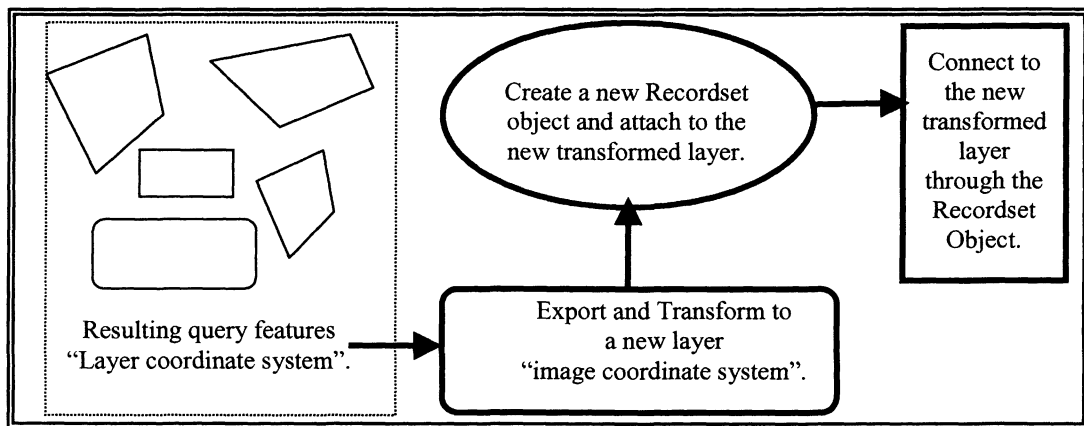 Resulting query features
“Layer coordinate system”.
Export and Transform to
a new layer
“image coordinate system”.
Create a new Recordset
object and attach to the
new transformed layer.
Connect to
the new
transformed
layer
through the
Recordset
Object.